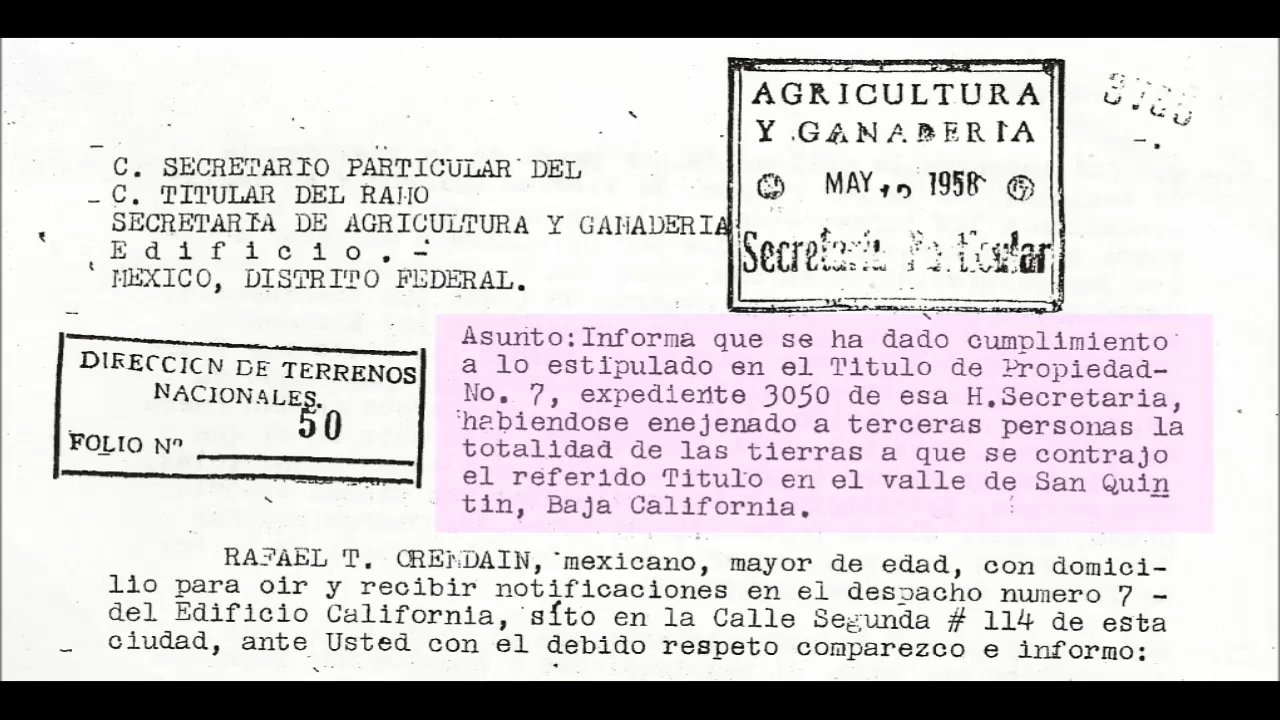 AGRICULTURA
Y GANADERIA
MAY 1958
Secretaria Particular
C. SECRETARIO PARTICULAR DEL
C. TITULAR DEL RAMO
SECRETARIA DE AGRICULTURA Y GANADERIA
E d i f i c i o . -
MEXICO, DISTRITO FEDERAL.
DIRECCION DE TERRENOS
NACIONALES.
50
FOLIO Nº
Asunto:Informa que se ha dado cumplimiento
a lo estipulado en el Titulo de Propiedad-
No. 7, expediente 3050 de esa H.Secretaria,
habiendose enejenado a terceras personas la
totalidad de las tierras a que se contrajo
el referido Titulo en el valle de San Quin
tin, Baja California.
RAFAEL T. ORENDAIN, mexicano, mayor de edad, con domici-
lio para oir y recibir notificaciones en el despacho numero 7 -
del Edificio California, síto en la Calle Segunda # 114 de esta
ciudad, ante Usted con el debido respeto comparezco e informo: